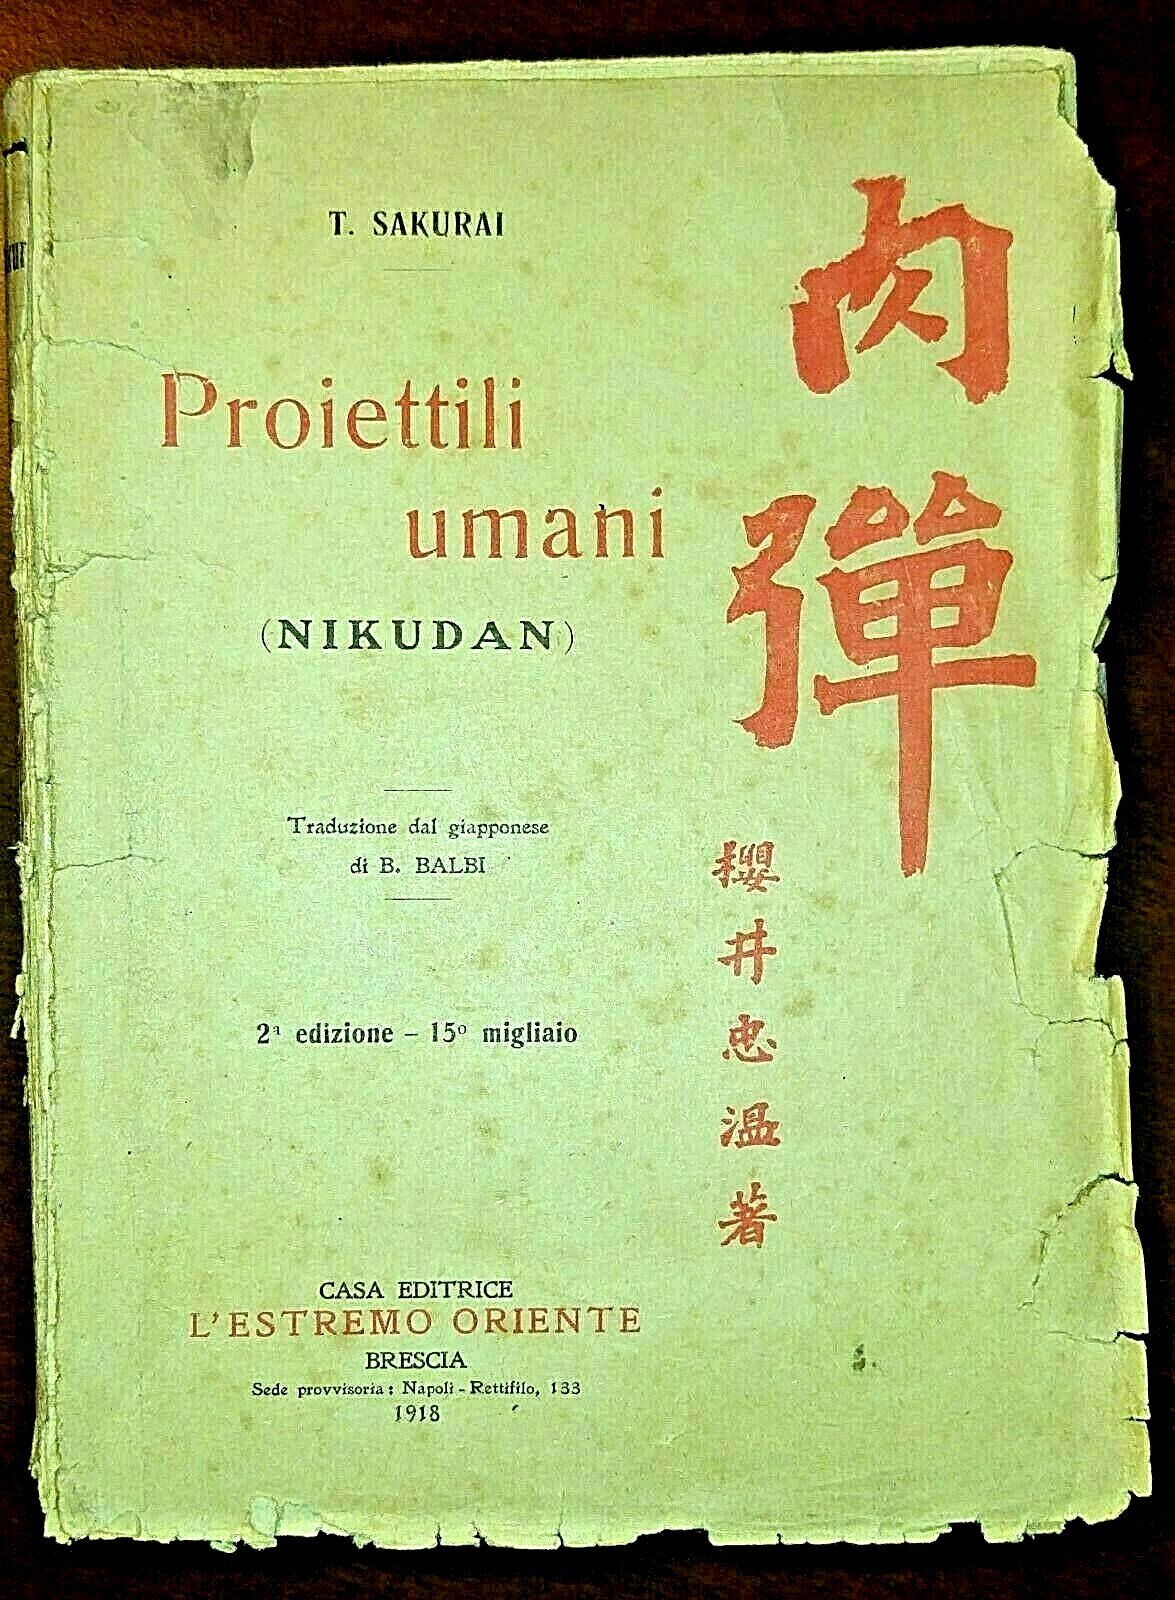 T. SAKURAI
Proiettili
umani
(NIKUDAN)
Traduzione dal giapponese
di B. BALBI
2ª edizione – 15º migliaio
CASA EDITRICE
L'ESTREMO ORIENTE
BRESCIA
Sede provvisoria: Napoli - Rettifilo, 133
1918
肉彈
櫻井忠溫著